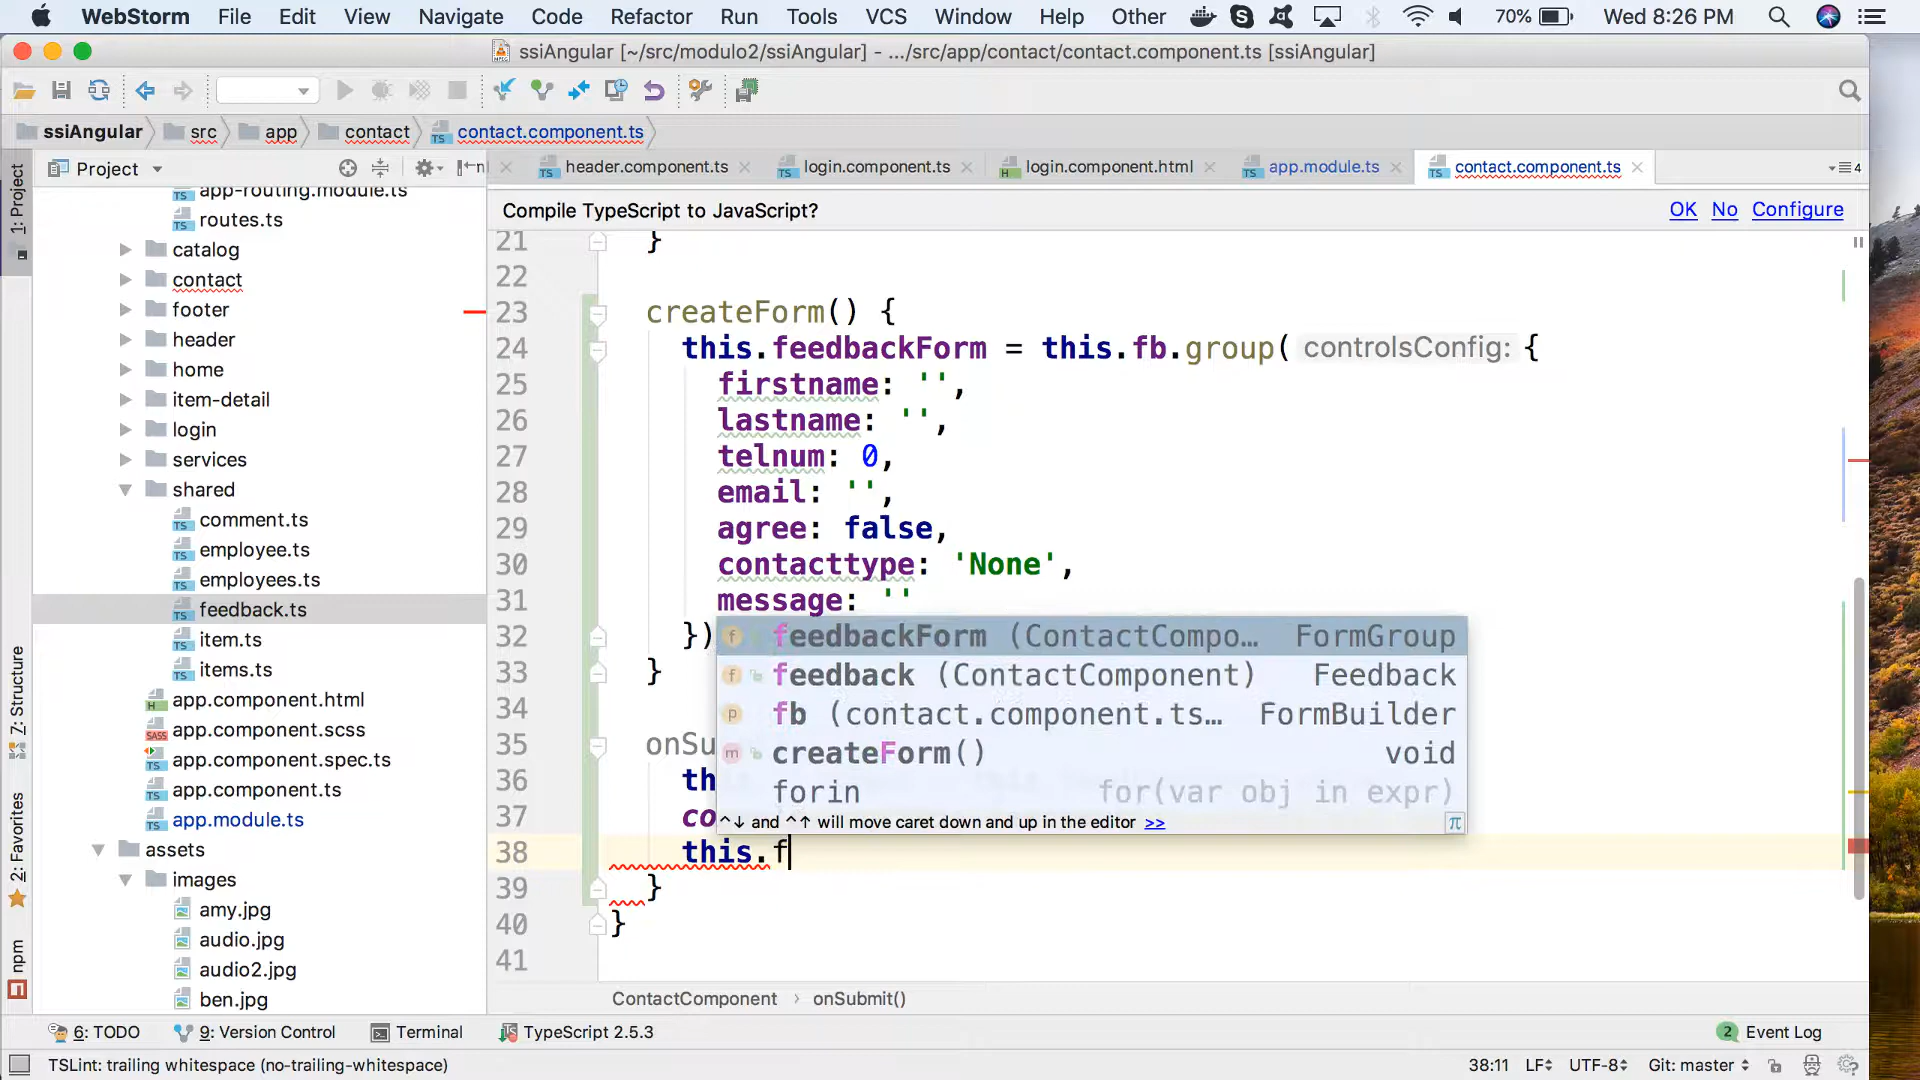 WebStorm File Edit View Navigate Code Refactor Run Tools VCS Window Help Other 70% Wed 8:26 PM
ssiAngular [~/src/modulo2/ssiAngular] - .../src/app/contact/contact.component.ts [ssiAngular]
ssiAngular src app contact contact.component.ts
1: Project
Project
header.component.ts login.component.ts login.component.html app.module.ts contact.component.ts 4
Compile TypeScript to JavaScript? OK No Configure
app-routing.module.ts
routes.ts
catalog
contact
footer
header
home
item-detail
login
services
shared
comment.ts
employee.ts
employees.ts
feedback.ts
item.ts
items.ts
app.component.html
app.component.scss
app.component.spec.ts
app.component.ts
app.module.ts
assets
images
amy.jpg
audio.jpg
audio2.jpg
ben.jpg
7: Structure
2: Favorites
npm
21 }
22
23 createForm() {
24 this.feedbackForm = this.fb.group( controlsConfig: {
25 firstname: '',
26 lastname: '',
27 telnum: 0,
28 email: '',
29 agree: false,
30 contacttype: 'None',
31 message: ''
32 })
33 }
34
35 onSu
36 th
37 co
38 this.f
39 }
40 }
41
feedbackForm (ContactCompo... FormGroup
feedback (ContactComponent) Feedback
fb (contact.component.ts... FormBuilder
createForm() void
forin for(var obj in expr)
^↓ and ^↑ will move caret down and up in the editor >> π
ContactComponent › onSubmit()
6: TODO 9: Version Control Terminal TypeScript 2.5.3 2 Event Log
TSLint: trailing whitespace (no-trailing-whitespace) 38:11 LF UTF-8 Git: master